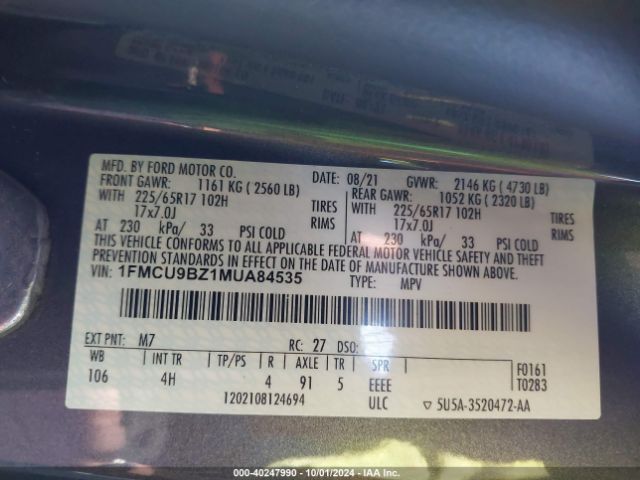 MFD. BY FORD MOTOR CO. DATE: 08/21 GVWR: 2146 KG ( 4730 LB)
FRONT GAWR: 1161 KG ( 2560 LB) REAR GAWR: 1052 KG ( 2320 LB)
WITH 225/65R17 102H TIRES WITH 225/65R17 102H TIRES
17x7.0J RIMS 17x7.0J RIMS
AT 230 kPa/ 33 PSI COLD AT 230 kPa/ 33 PSI COLD
THIS VEHICLE CONFORMS TO ALL APPLICABLE FEDERAL MOTOR VEHICLE SAFETY AND THEFT
PREVENTION STANDARDS IN EFFECT ON THE DATE OF MANUFACTURE SHOWN ABOVE.
VIN: 1FMCU9BZ1MUA84535 TYPE: MPV
EXT PNT: M7 RC: 27 DSO:
WB INT TR TP/PS R AXLE TR SPR F0161
106 4H 4 91 5 EEEE T0283
1202108124694 ULC ▽ 5U5A-3520472-AA
000-40247990 - 10/01/2024 - IAA Inc.